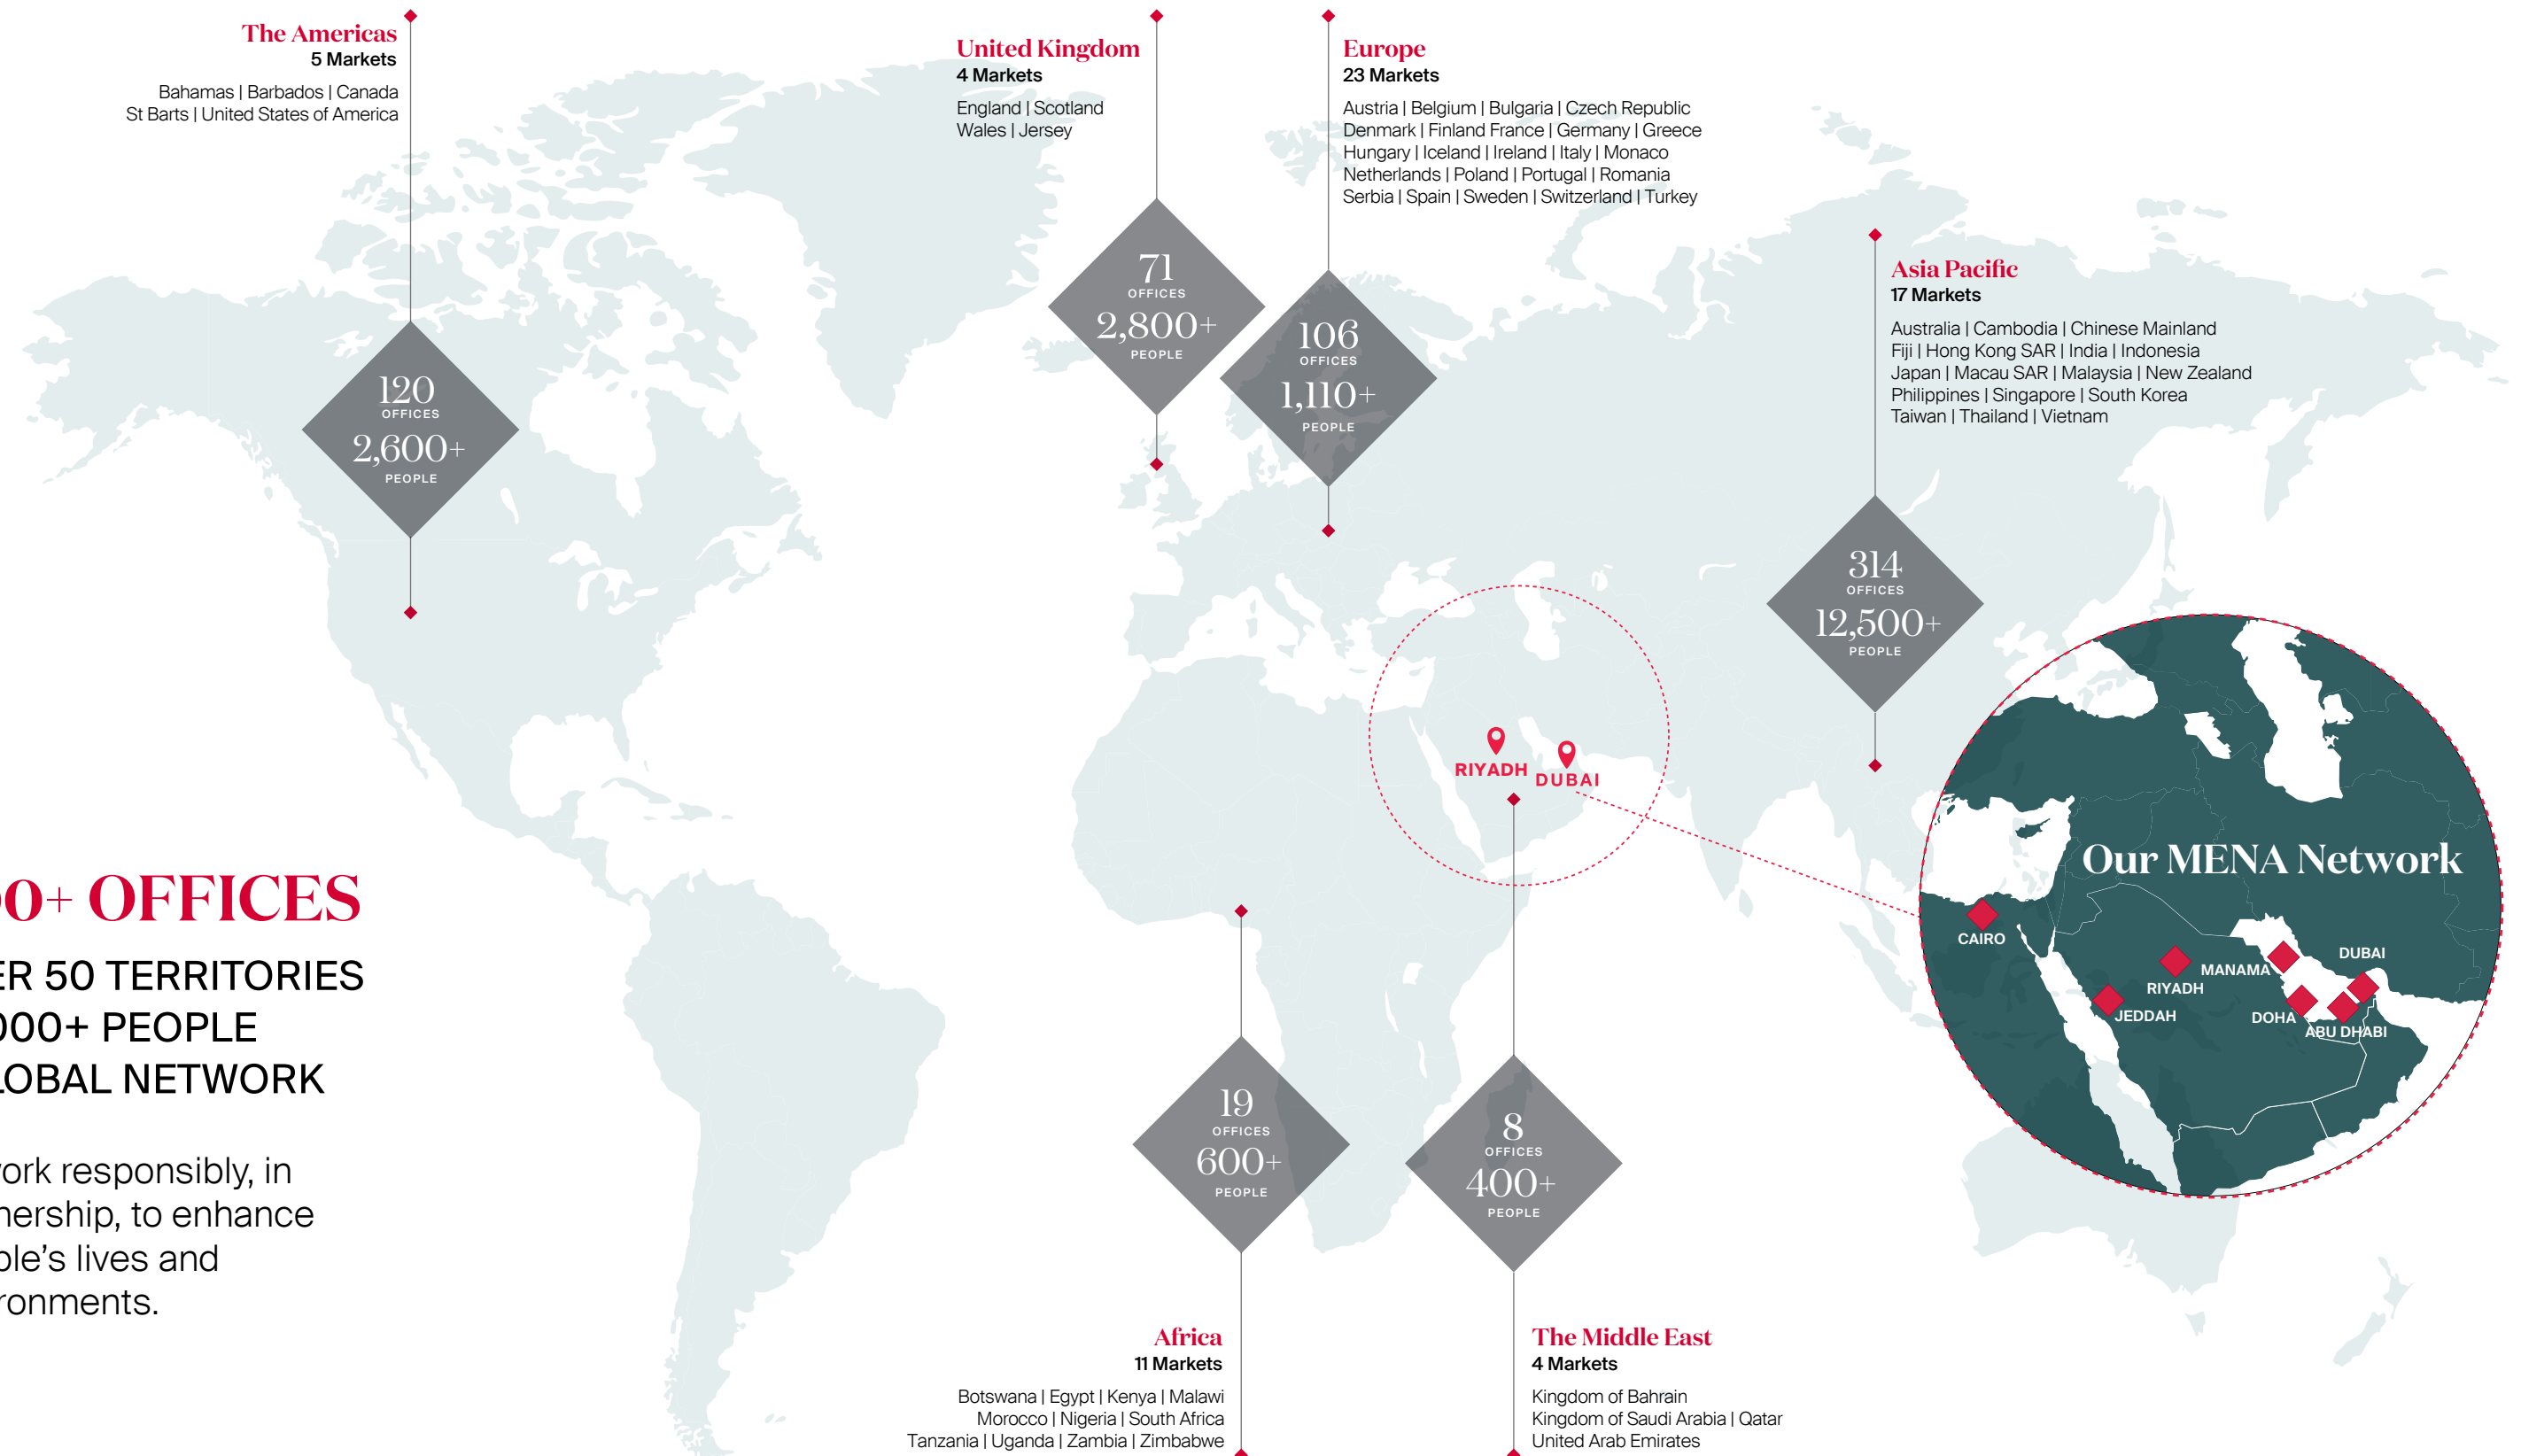 The Americas
5 Markets
Bahamas | Barbados | Canada
St Barts | United States of America
120
OFFICES
2,600+
PEOPLE
United Kingdom
4 Markets
England | Scotland
Wales | Jersey
71
OFFICES
2,800+
PEOPLE
Europe
23 Markets
Austria | Belgium | Bulgaria | Czech Republic
Denmark | Finland France | Germany | Greece
Hungary | Iceland | Ireland | Italy | Monaco
Netherlands | Poland | Portugal | Romania
Serbia | Spain | Sweden | Switzerland | Turkey
106
OFFICES
1,110+
PEOPLE
Asia Pacific
17 Markets
Australia | Cambodia | Chinese Mainland
Fiji | Hong Kong SAR | India | Indonesia
Japan | Macau SAR | Malaysia | New Zealand
Philippines | Singapore | South Korea
Taiwan | Thailand | Vietnam
314
OFFICES
12,500+
PEOPLE
RIYADH
DUBAI
Our MENA Network
CAIRO
RIYADH
JEDDAH
MANAMA
DOHA
DUBAI
ABU DHABI
0+ OFFICES
ER 50 TERRITORIES
000+ PEOPLE
LOBAL NETWORK
ork responsibly, in
nership, to enhance
ple's lives and
ronments.
19
OFFICES
600+
PEOPLE
Africa
11 Markets
Botswana | Egypt | Kenya | Malawi
Morocco | Nigeria | South Africa
Tanzania | Uganda | Zambia | Zimbabwe
8
OFFICES
400+
PEOPLE
The Middle East
4 Markets
Kingdom of Bahrain
Kingdom of Saudi Arabia | Qatar
United Arab Emirates